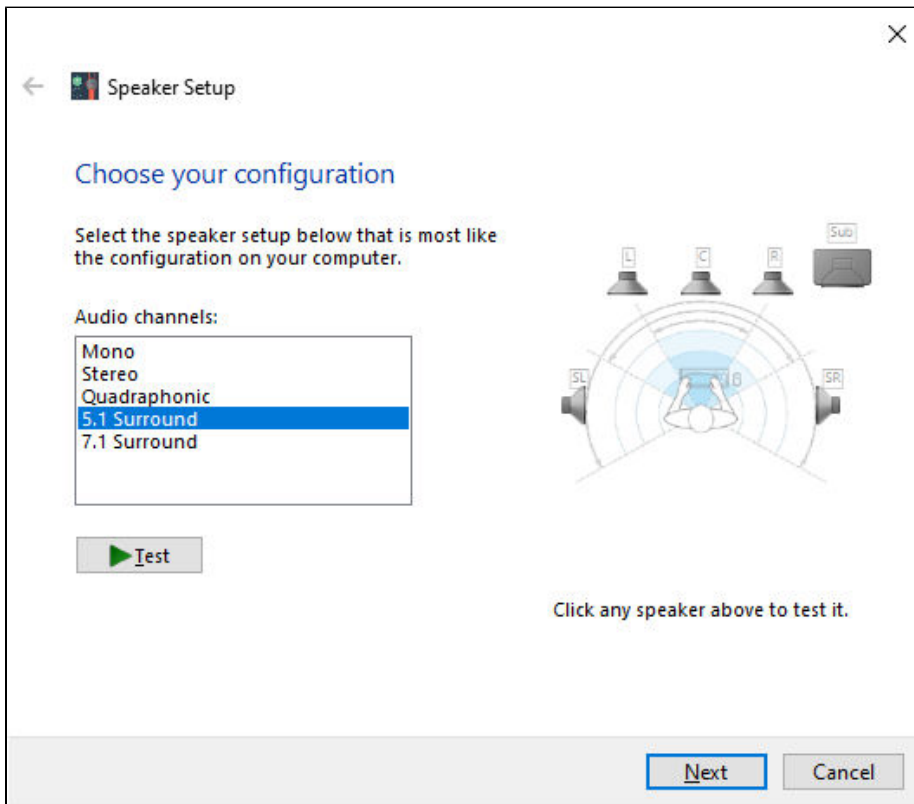 Speaker Setup
Choose your configuration
Select the speaker setup below that is most like
the configuration on your computer.
Audio channels:
Mono
Stereo
Quadraphonic
5.1 Surround
7.1 Surround
Test
L
C
R
Sub
SL
SR
Click any speaker above to test it.
Next
Cancel